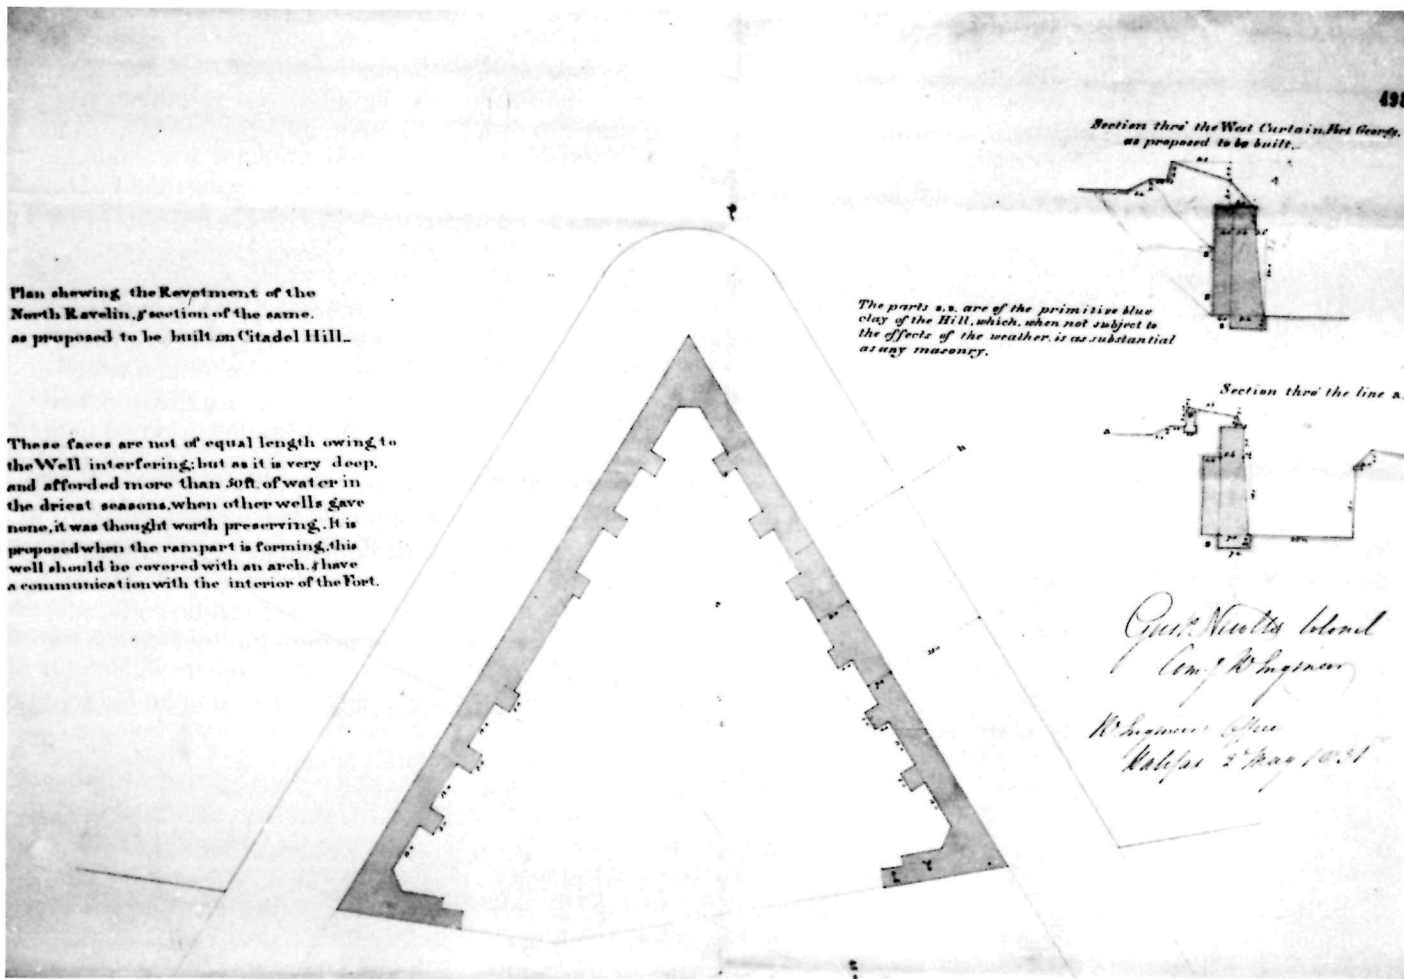 498
Section thro' the West Curtain, Fort George,
as proposed to be built.
Plan shewing the Revetment of the
North Ravelin, & section of the same,
as proposed to be built on Citadel Hill.
The parts a.a. are of the primitive blue
clay of the Hill, which, when not subject to
the effects of the weather, is as substantial
as any masonry.
Section thro' the line
These faces are not of equal length owing to
the Well interfering; but as it is very deep,
and afforded more than 50ft. of water in
the driest seasons, when other wells gave
none, it was thought worth preserving. It is
proposed when the rampart is forming, this
well should be covered with an arch, & have
a communication with the interior of the Fort.
Gust. Nicolls Colonel
Com.g Rl Engineer
Rl Engineer Office
Halifax 2d May 1831